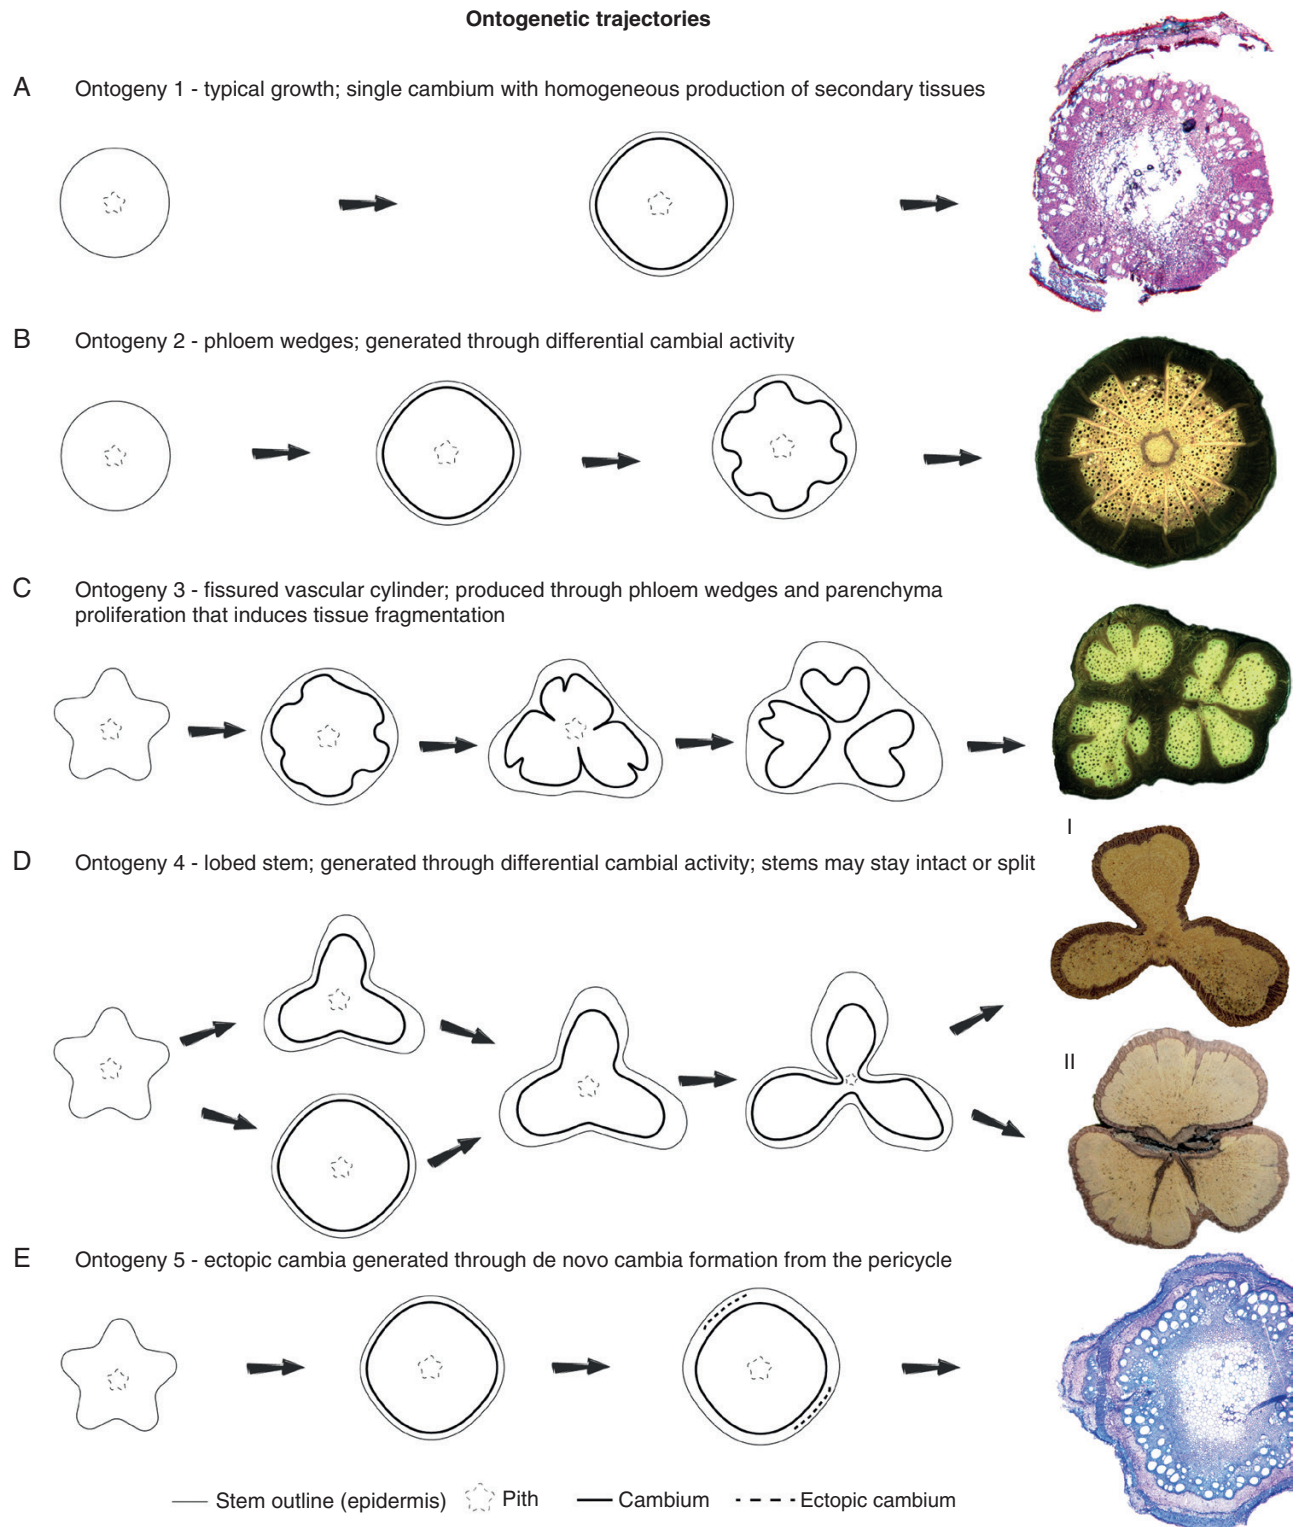 Ontogenetic trajectories
A Ontogeny 1 - typical growth; single cambium with homogeneous production of secondary tissues
B Ontogeny 2 - phloem wedges; generated through differential cambial activity
C Ontogeny 3 - fissured vascular cylinder; produced through phloem wedges and parenchyma
proliferation that induces tissue fragmentation
I
D Ontogeny 4 - lobed stem; generated through differential cambial activity; stems may stay intact or split
II
E Ontogeny 5 - ectopic cambia generated through de novo cambia formation from the pericycle
Stem outline (epidermis) Pith Cambium Ectopic cambium